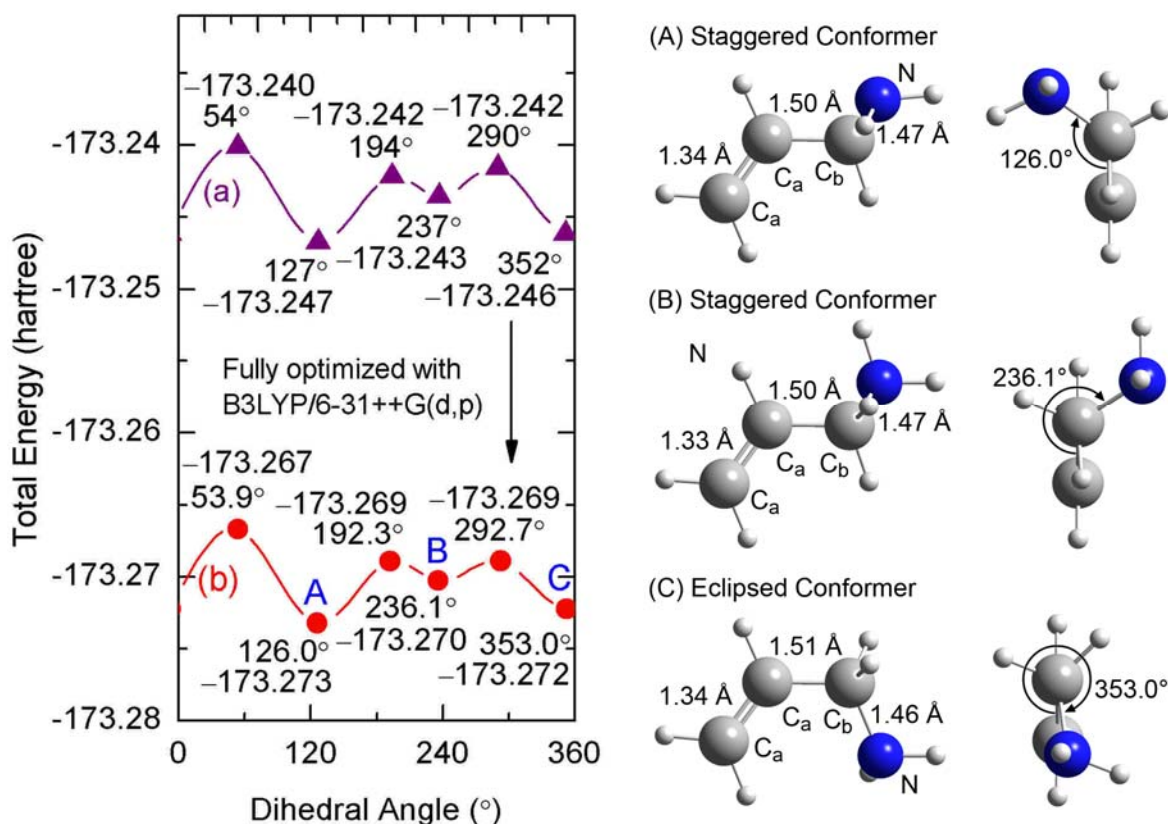 Total Energy (hartree)
-173.24
-173.25
-173.26
-173.27
-173.28
0
120
240
360
Dihedral Angle (°)
(a)
−173.240
54°
−173.242
194°
−173.242
290°
127°
−173.247
237°
−173.243
352°
−173.246
Fully optimized with
B3LYP/6-31++G(d,p)
(b)
−173.267
53.9°
A
−173.269
192.3°
B
−173.269
292.7°
C
126.0°
−173.273
236.1°
−173.270
353.0°
−173.272
(A) Staggered Conformer
N
1.50 Å
1.47 Å
1.34 Å
Ca
Cb
Ca
126.0°
(B) Staggered Conformer
N
1.50 Å
1.47 Å
1.33 Å
Ca
Cb
Ca
236.1°
(C) Eclipsed Conformer
1.51 Å
1.34 Å
Ca
Cb
1.46 Å
Ca
N
353.0°